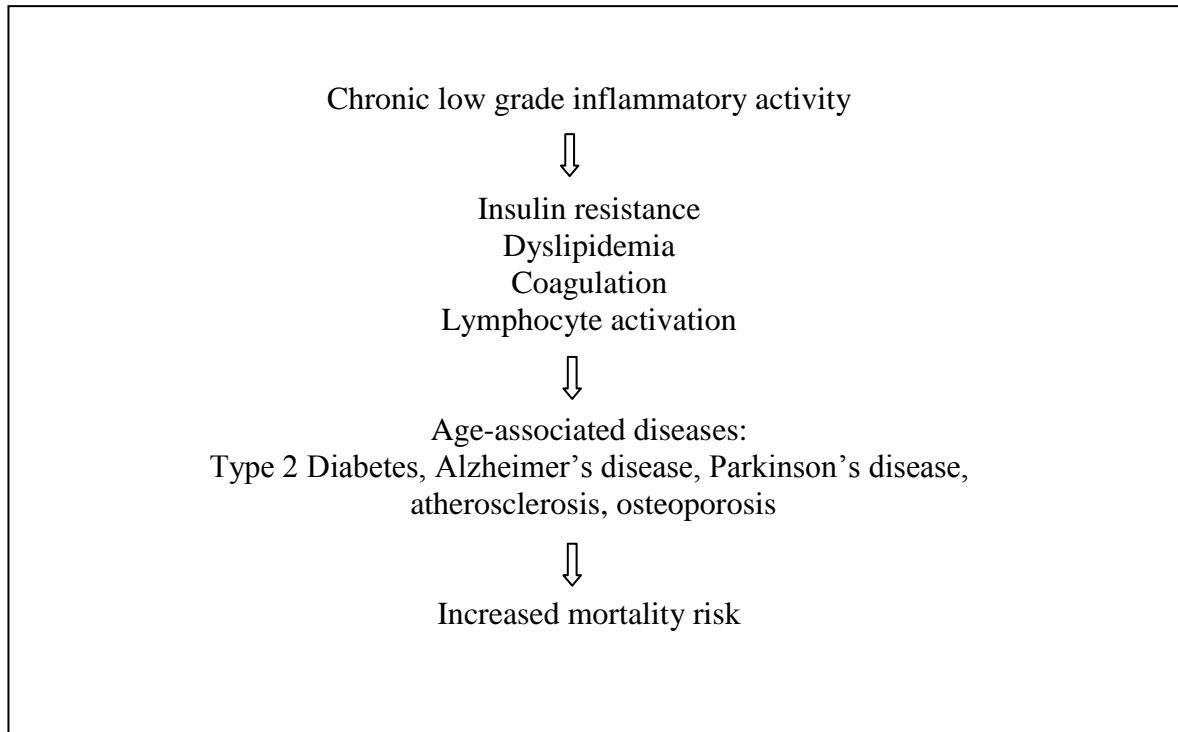 Chronic low grade inflammatory activity
Insulin resistance
Dyslipidemia
Coagulation
Lymphocyte activation
Age-associated diseases:
Type 2 Diabetes, Alzheimer’s disease, Parkinson’s disease,
atherosclerosis, osteoporosis
Increased mortality risk